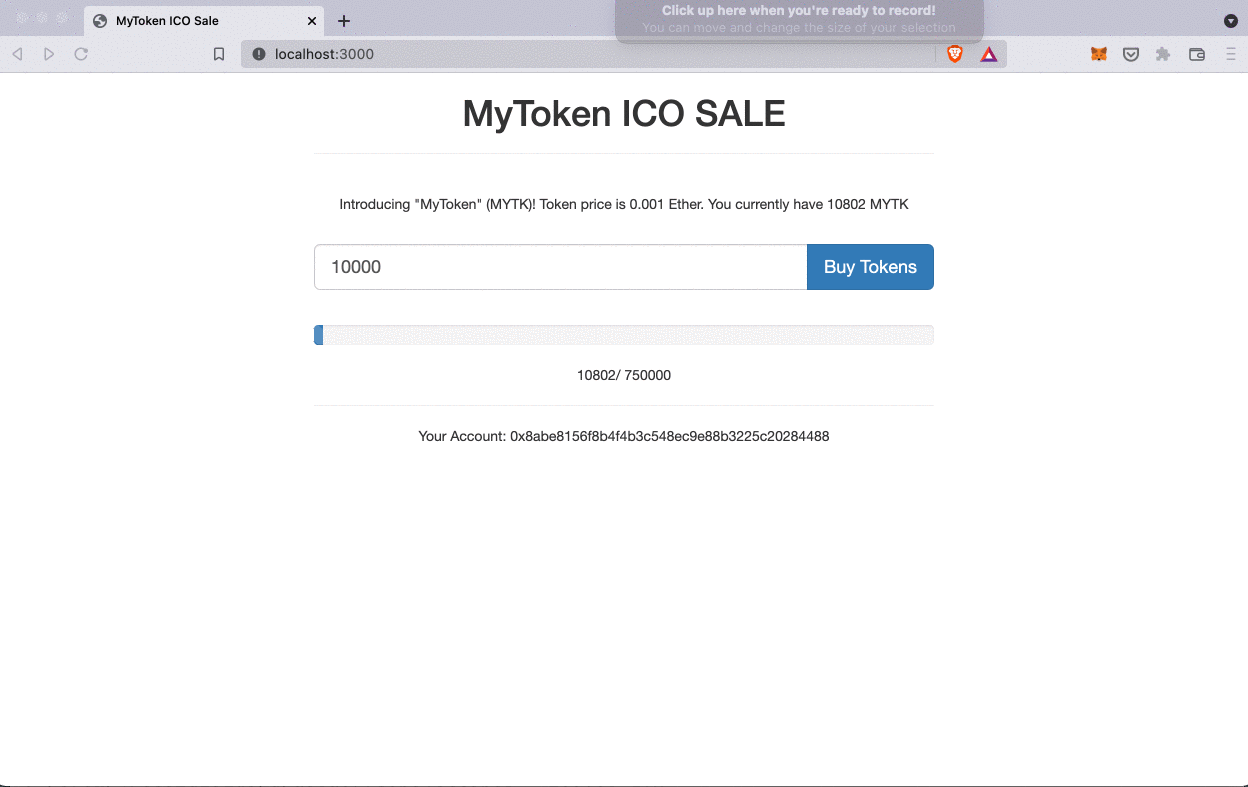 MyToken ICO Sale
Click up here when you're ready to record!
You can move and change the size of your selection
localhost:3000
MyToken ICO SALE
Introducing "MyToken" (MYTK)! Token price is 0.001 Ether. You currently have 10802 MYTK
10000
Buy Tokens
10802/ 750000
Your Account: 0x8abe8156f8b4f4b3c548ec9e88b3225c20284488